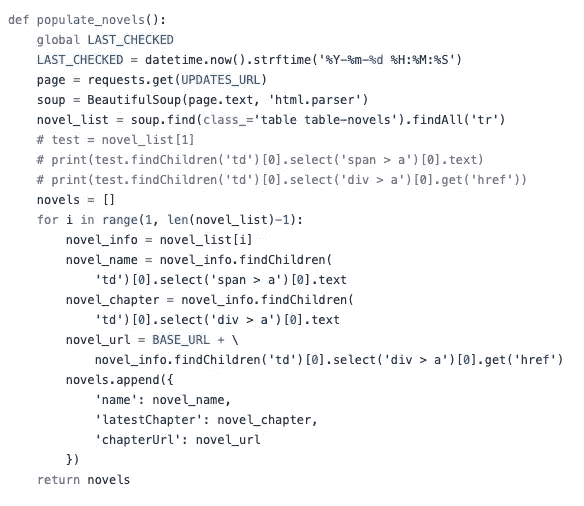 def populate_novels():
    global LAST_CHECKED
    LAST_CHECKED = datetime.now().strftime('%Y-%m-%d %H:%M:%S')
    page = requests.get(UPDATES_URL)
    soup = BeautifulSoup(page.text, 'html.parser')
    novel_list = soup.find(class_='table table-novels').findAll('tr')
    # test = novel_list[1]
    # print(test.findChildren('td')[0].select('span > a')[0].text)
    # print(test.findChildren('td')[0].select('div > a')[0].get('href'))
    novels = []
    for i in range(1, len(novel_list)-1):
        novel_info = novel_list[i]
        novel_name = novel_info.findChildren(
            'td')[0].select('span > a')[0].text
        novel_chapter = novel_info.findChildren(
            'td')[0].select('div > a')[0].text
        novel_url = BASE_URL + \
            novel_info.findChildren('td')[0].select('div > a')[0].get('href')
        novels.append({
            'name': novel_name,
            'latestChapter': novel_chapter,
            'chapterUrl': novel_url
        })
    return novels